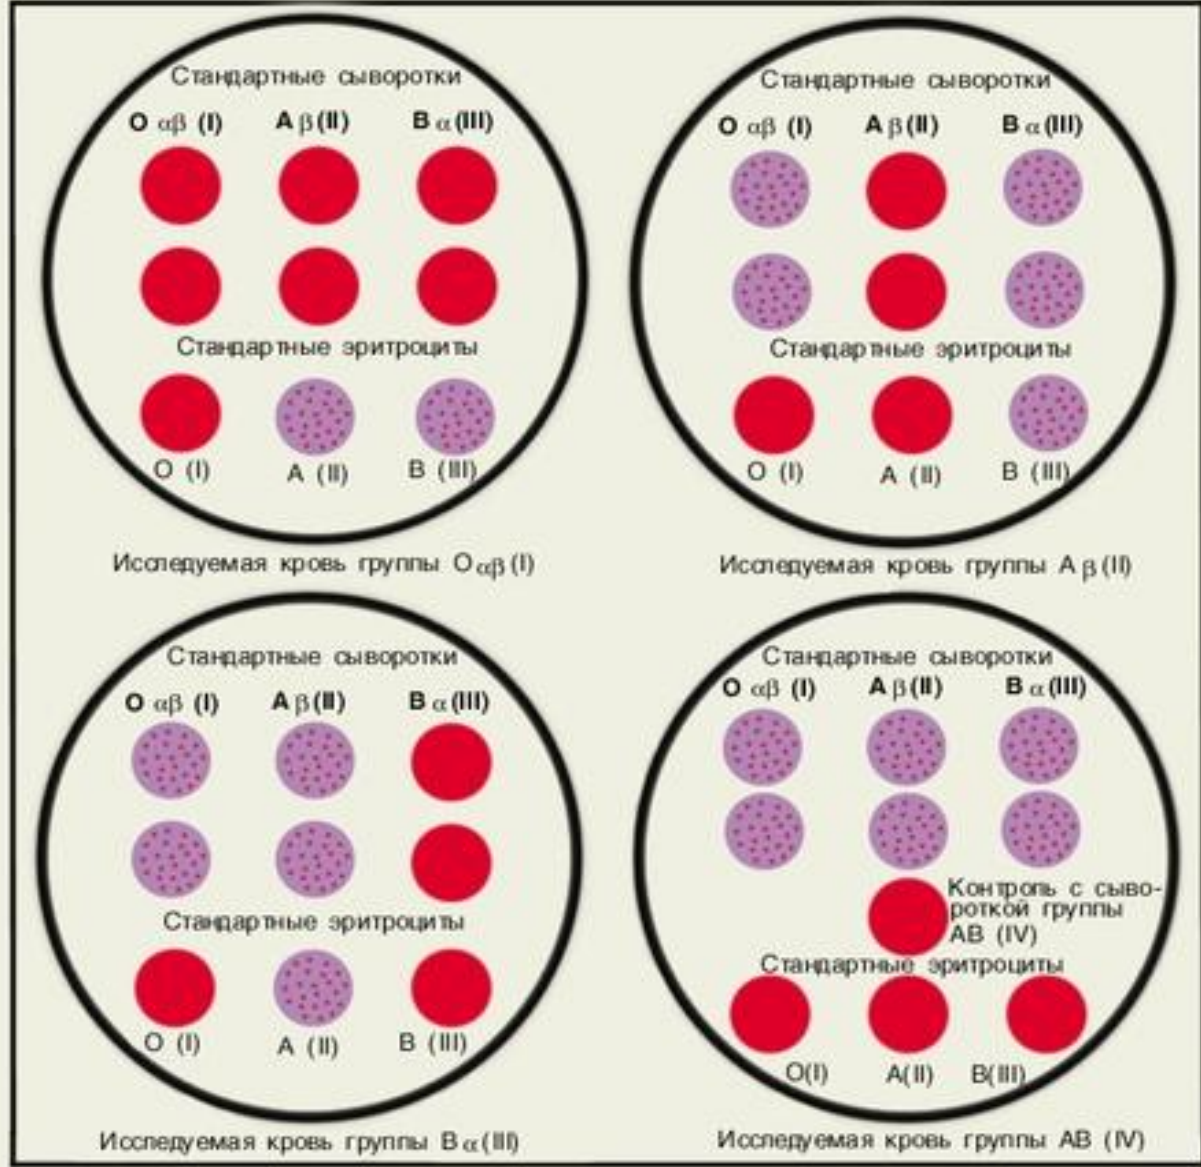 Стандартные сыворотки
O αβ (I) A β (II) B α (III)
Стандартные эритроциты
O (I) A (II) B (III)
Исследуемая кровь группы O αβ (I)
Стандартные сыворотки
O αβ (I) A β (II) B α (III)
Стандартные эритроциты
O (I) A (II) B (III)
Исследуемая кровь группы A β (II)
Стандартные сыворотки
O αβ (I) A β (II) B α (III)
Стандартные эритроциты
O (I) A (II) B (III)
Исследуемая кровь группы B α (III)
Стандартные сыворотки
O αβ (I) A β (II) B α (III)
Контроль с сыво-
роткой группы
AB (IV)
Стандартные эритроциты
O(I) A(II) B(III)
Исследуемая кровь группы AB (IV)